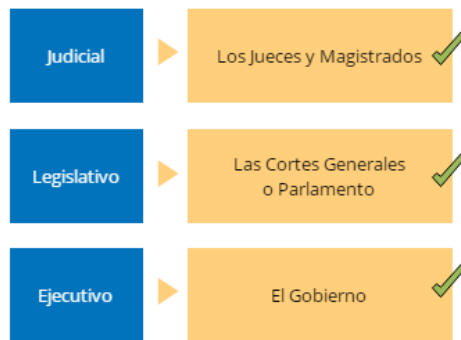 Judicial
Los Jueces y Magistrados
Legislativo
Las Cortes Generales
o Parlamento
Ejecutivo
El Gobierno